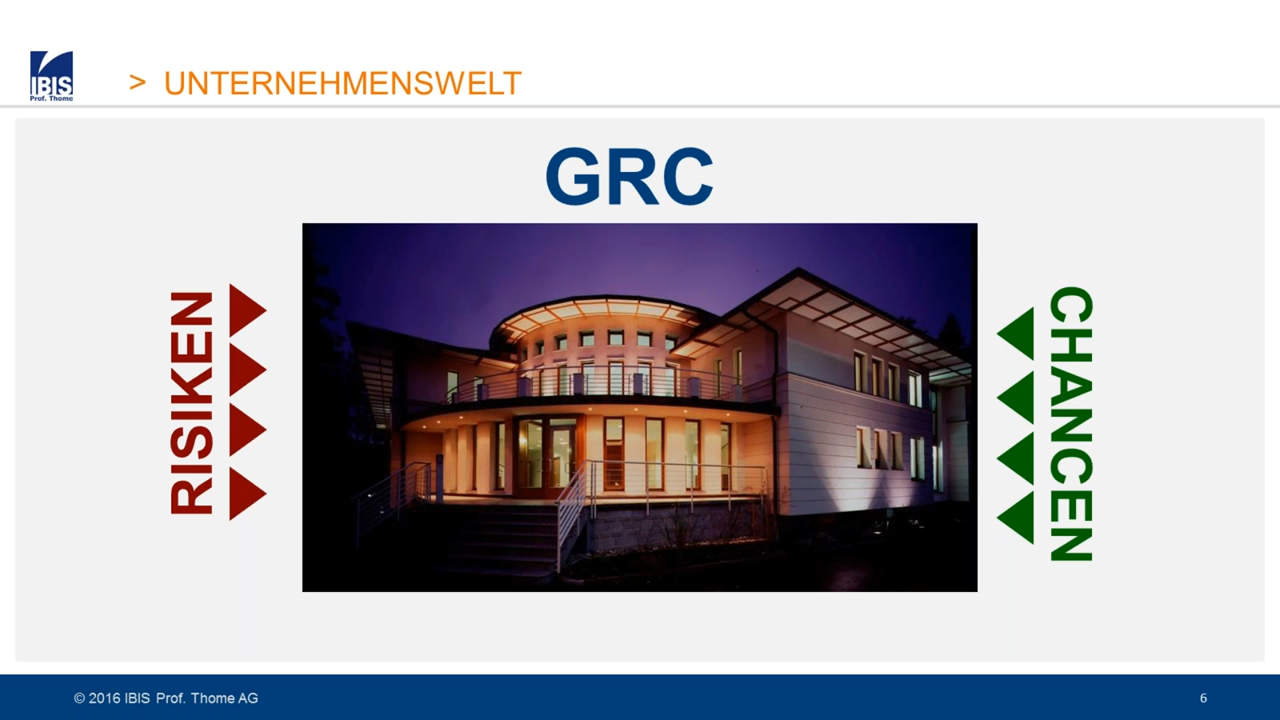 IBIS
Prof. Thome
> UNTERNEHMENSWELT
GRC
RISIKEN
CHANCEN
© 2016 IBIS Prof. Thome AG
6